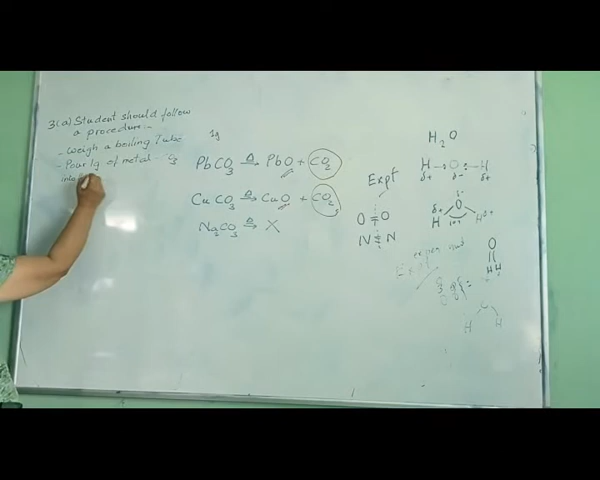 3(a) Student should follow
a procedure:-
- Weigh a boiling Tube
- Pour 1g of metal CO3
1g
PbCO3 Δ→ PbO + CO2
CuCO3 Δ→ CuO + CO2
Na2CO3 Δ→ X
Expt
O = O
N ≡ N
H2O
H → O ← H
δ+ δ- δ+
δ-
δ+ O
H H δ+
O
H H
H H